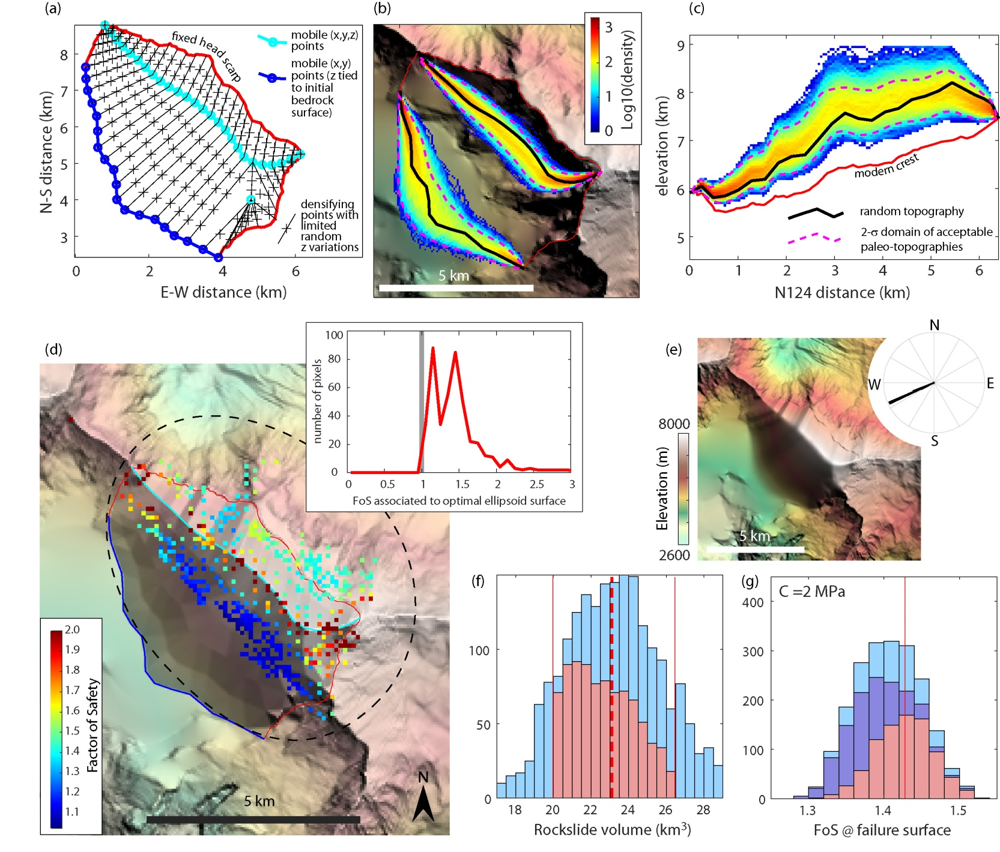 (a)
fixed head scarp
mobile (x,y,z)
points
mobile (x,y)
points (z tied
to initial
bedrock
surface)
densifying
points with
limited
random
z variations
N-S distance (km)
8
7
6
5
4
3
0
2
4
6
E-W distance (km)
(b)
3
2
1
0
Log10(density)
5 km
(c)
9
8
7
6
5
elevation (km)
modern crest
random topography
2-σ domain of acceptable
paleo-topographies
0
1
2
3
4
5
6
N124 distance (km)
(d)
100
80
60
40
20
0
number of pixels
0
0.5
1
1.5
2
2.5
3
FoS associated to optimal ellipsoid surface
2.0
1.9
1.8
1.7
1.6
1.5
1.4
1.3
1.2
1.1
Factor of Safety
5 km
N
(e)
N
W
E
S
8000
Elevation (m)
2600
5 km
(f)
100
50
0
18
20
22
24
26
28
Rockslide volume (km³)
(g)
C =2 MPa
400
300
200
100
0
1.3
1.4
1.5
FoS @ failure surface